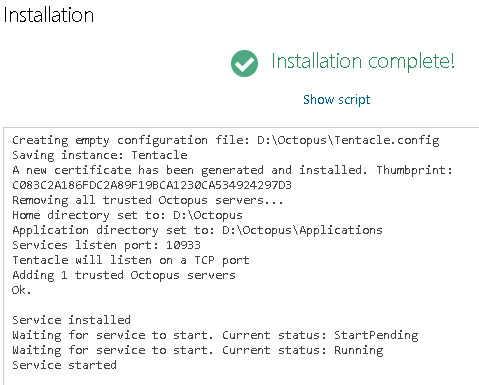 Installation
Installation complete!
Show script
Creating empty configuration file: D:\Octopus\Tentacle.config
Saving instance: Tentacle
A new certificate has been generated and installed. Thumbprint:
C083C2A186FDC2A89F19BCA1230CA534924297D3
Removing all trusted Octopus servers...
Home directory set to: D:\Octopus
Application directory set to: D:\Octopus\Applications
Services listen port: 10933
Tentacle will listen on a TCP port
Adding 1 trusted Octopus servers
Ok.
Service installed
Waiting for service to start. Current status: StartPending
Waiting for service to start. Current status: Running
Service started